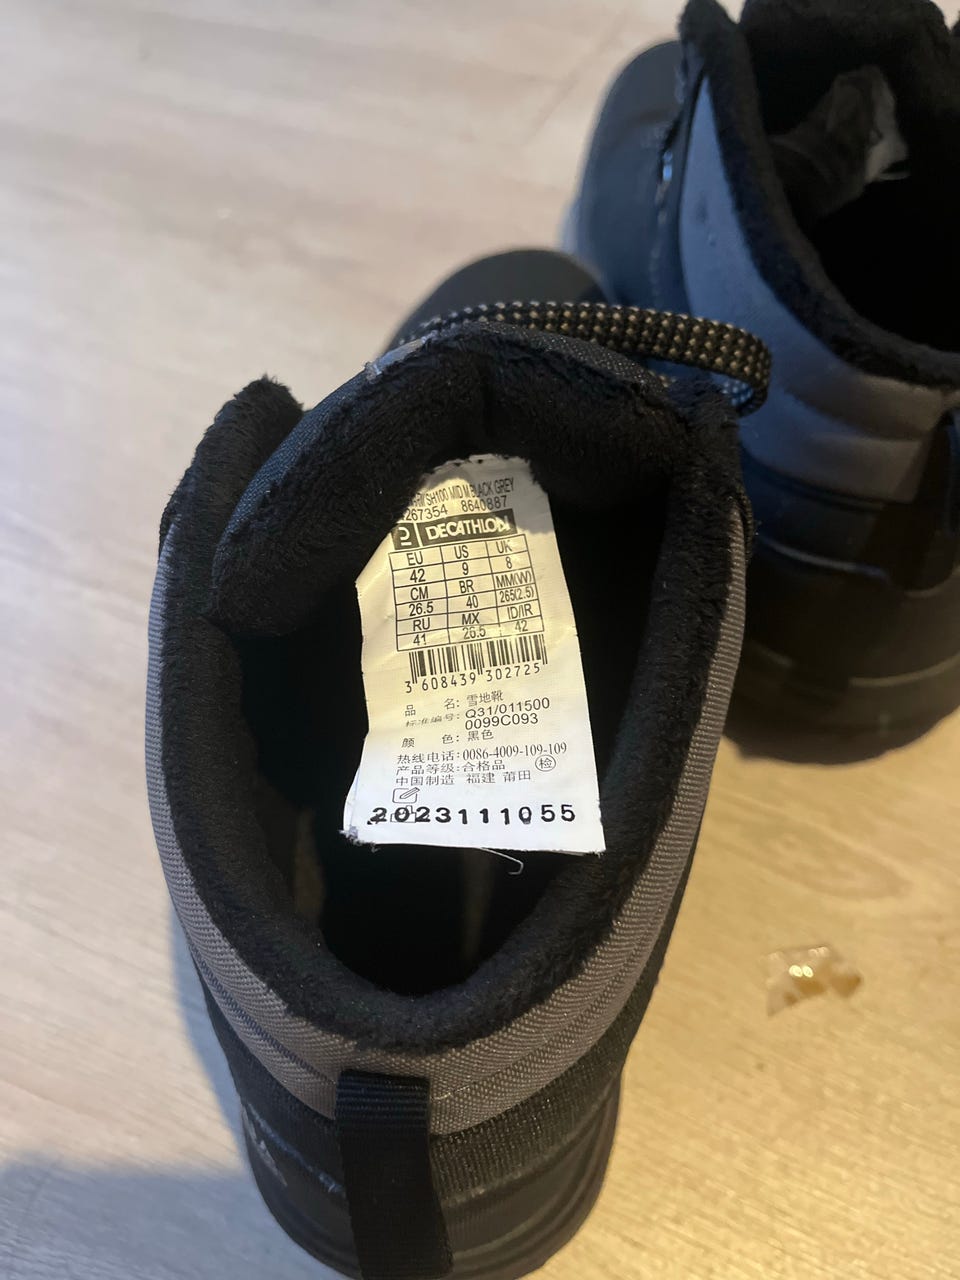 SH100 MID M BLACK GREY
267354 8640887
DECATHLON
EU US UK
42 9 8
CM BR MM(W)
26.5 40 265(2.5)
RU MX ID/IR
41 26.5 42
3 608439 302725
品 名: 雪地靴
标准编号: Q31/011500
0099C093
颜 色: 黑色
热线电话: 0086-4009-109-109
产品等级: 合格品 检
中国制造 福建 莆田
2023111055